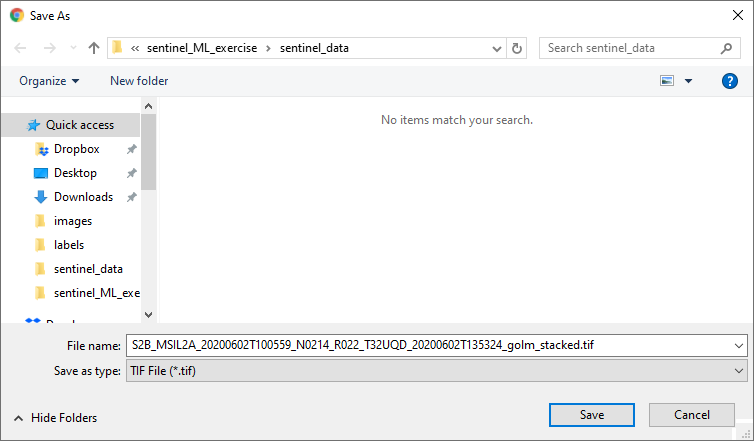 Save As
« sentinel_ML_exercise › sentinel_data
Search sentinel_data
Organize
New folder
?
Quick access
Dropbox
Desktop
Downloads
images
labels
sentinel_data
sentinel_ML_exe
No items match your search.
File name: S2B_MSIL2A_20200602T100559_N0214_R022_T32UQD_20200602T135324_golm_stacked.tif
Save as type: TIF File (*.tif)
Hide Folders
Save
Cancel